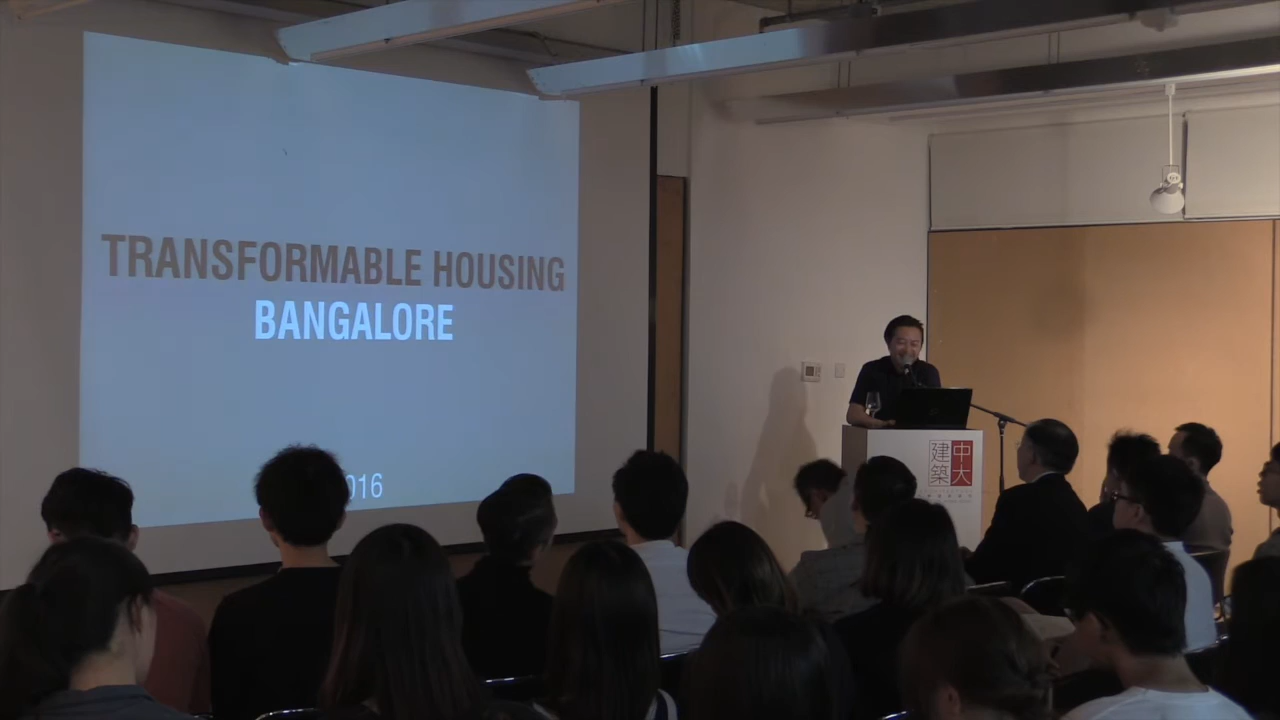 TRANSFORMABLE HOUSING
BANGALORE
016
建築
中大